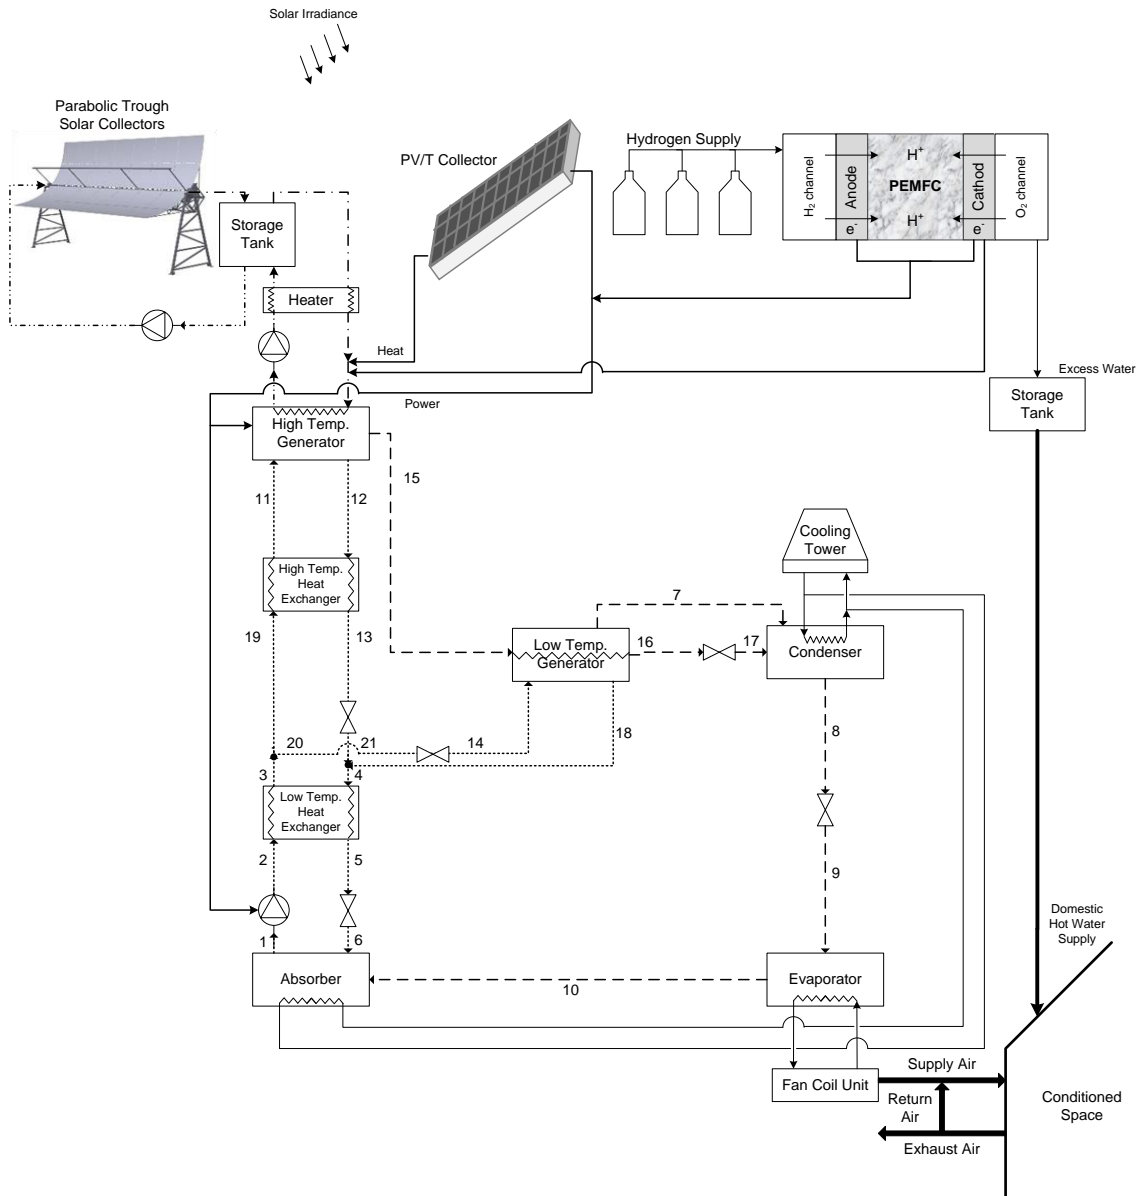 Solar Irradiance
Parabolic Trough
Solar Collectors
PV/T Collector
Hydrogen Supply
H2 channel
Anode
e-
H+
PEMFC
H+
Cathod
e-
O2 channel
Storage
Tank
Heater
Heat
Power
Excess Water
Storage
Tank
High Temp.
Generator
15
11
12
Cooling
Tower
High Temp.
Heat
Exchanger
7
19
13
Low Temp.
Generator
16
17
Condenser
20
21
14
18
8
3
4
Low Temp.
Heat
Exchanger
2
5
9
Domestic
Hot Water
Supply
1
6
Absorber
10
Evaporator
Fan Coil Unit
Supply Air
Return
Air
Exhaust Air
Conditioned
Space